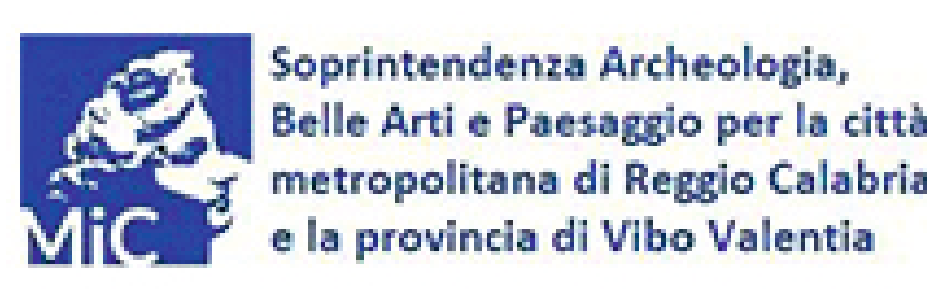 MiC
Soprintendenza Archeologia,
Belle Arti e Paesaggio per la città
metropolitana di Reggio Calabria
e la provincia di Vibo Valentia